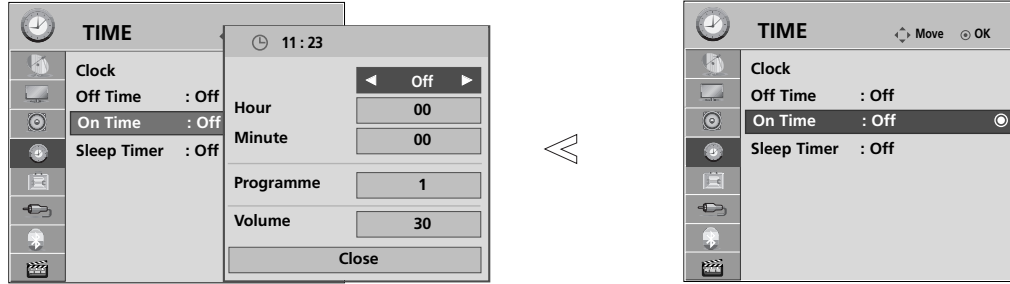 TIME
Clock
Off Time : Off
On Time : Off
Sleep Timer : Off
11 : 23
◄ Off ►
Hour 00
Minute 00
Programme 1
Volume 30
Close
TIME Move OK
Clock
Off Time : Off
On Time : Off
Sleep Timer : Off